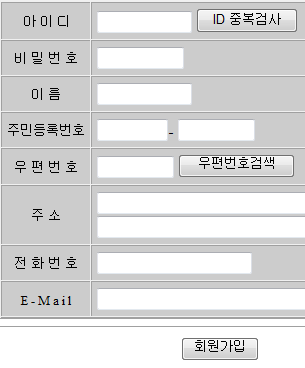 아 이 디 ID 중복검사
비 밀 번 호
이 름
주민등록번호 -
우 편 번 호 우편번호검색
주 소
전 화 번 호
E-Mail
회원가입